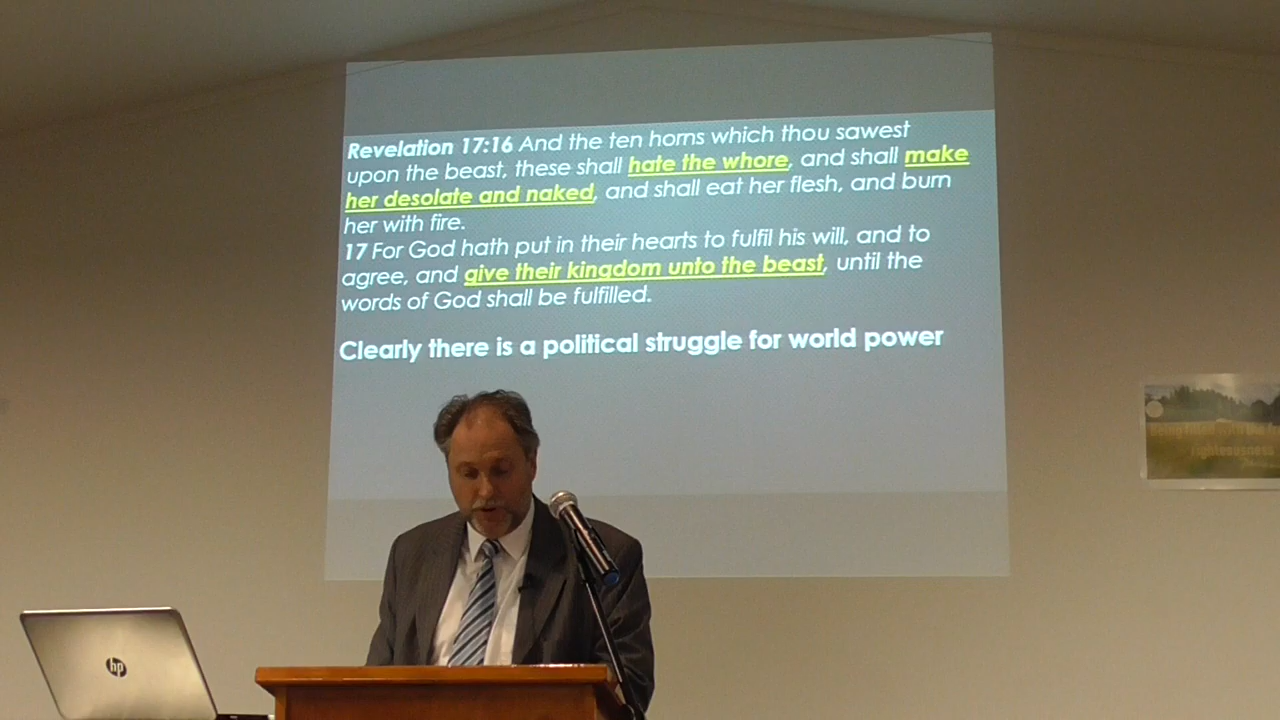 Revelation 17:16 And the ten horns which thou sawest
upon the beast, these shall hate the whore, and shall make
her desolate and naked, and shall eat her flesh, and burn
her with fire.
17 For God hath put in their hearts to fulfil his will, and to
agree, and give their kingdom unto the beast, until the
words of God shall be fulfilled.
Clearly there is a political struggle for world power
righteousness
hp